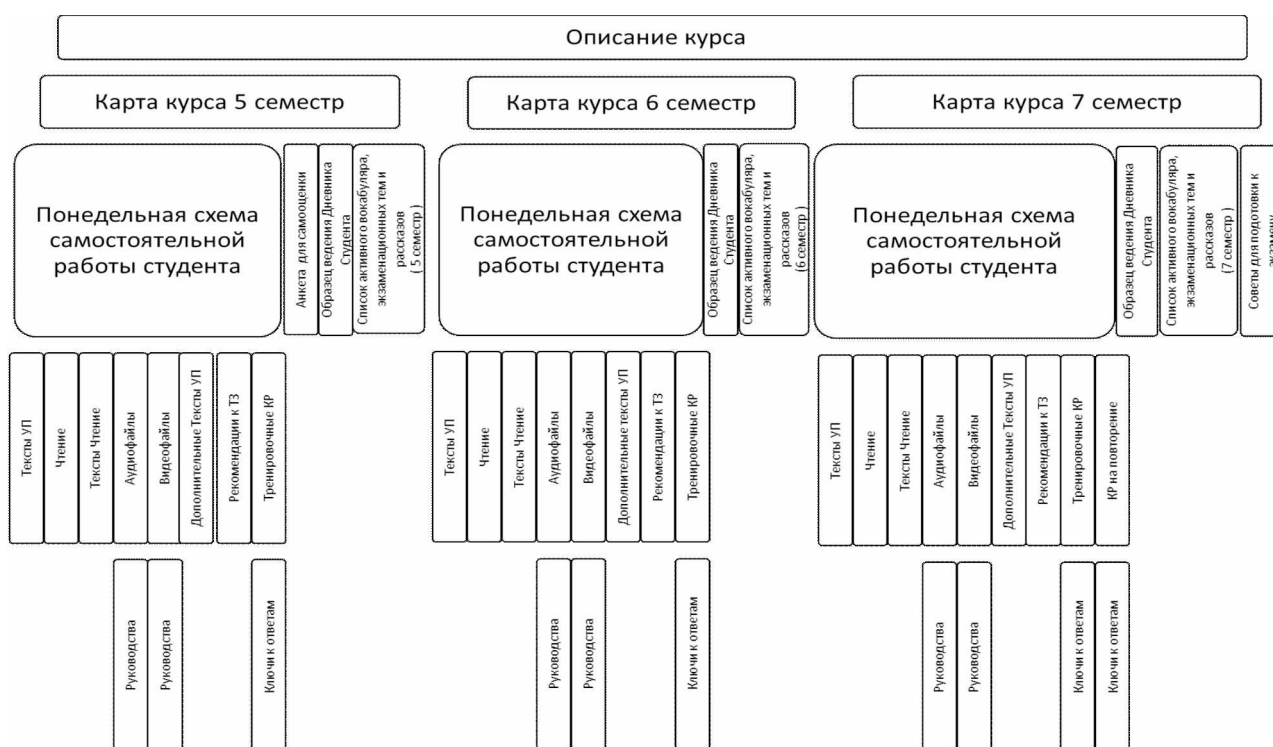 Описание курса
Карта курса 5 семестр
Карта курса 6 семестр
Карта курса 7 семестр
Понедельная схема
самостоятельной
работы студента
Анкета для самооценки
Образец ведения Дневника
Студента
Список активного вокабуляра,
экзаменационных тем и
рассказов
( 5 семестр )
Понедельная схема
самостоятельной
работы студента
Образец ведения Дневника
Студента
Список активного вокабуляра,
экзаменационных тем и
рассказов
(6 семестр )
Понедельная схема
самостоятельной
работы студента
Образец ведения Дневника
Студента
Список активного вокабуляра,
экзаменационных тем и
рассказов
(7 семестр )
Советы для подготовки к
Тексты УП
Чтение
Тексты Чтение
Аудиофайлы
Видеофайлы
Дополнительные Тексты УП
Рекомендации к ТЗ
Тренировочные КР
Тексты УП
Чтение
Тексты Чтение
Аудиофайлы
Видеофайлы
Дополнительные тексты УП
Рекомендации к ТЗ
Тренировочные КР
Тексты УП
Чтение
Тексты Чтение
Аудиофайлы
Видеофайлы
Дополнительные Тексты УП
Рекомендации к ТЗ
Тренировочные КР
КР на повторение
Руководства
Руководства
Ключи к ответам
Руководства
Руководства
Ключи к ответам
Руководства
Руководства
Ключи к ответам
Ключи к ответам